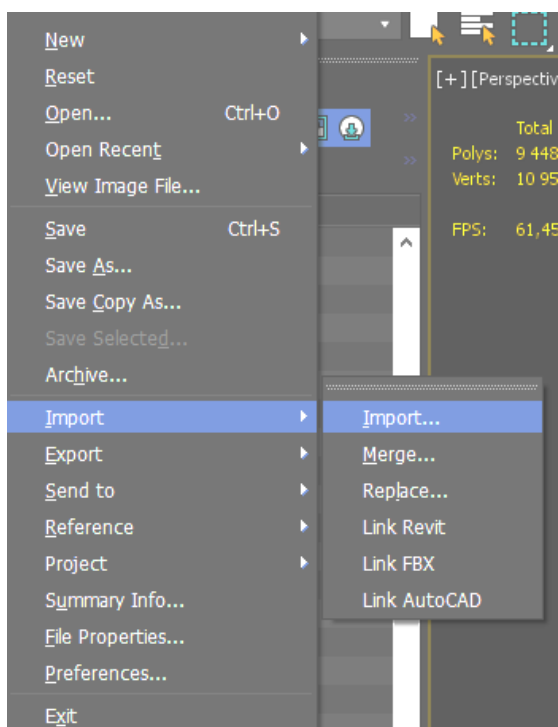 New
Reset
Open... Ctrl+O
Open Recent
View Image File...
Save Ctrl+S
Save As...
Save Copy As...
Save Selected...
Archive...
Import
Export
Send to
Reference
Project
Summary Info...
File Properties...
Preferences...
Exit
Import...
Merge...
Replace...
Link Revit
Link FBX
Link AutoCAD
[+][Perspectiv
Total
Polys: 9 448
Verts: 10 95
FPS: 61,45